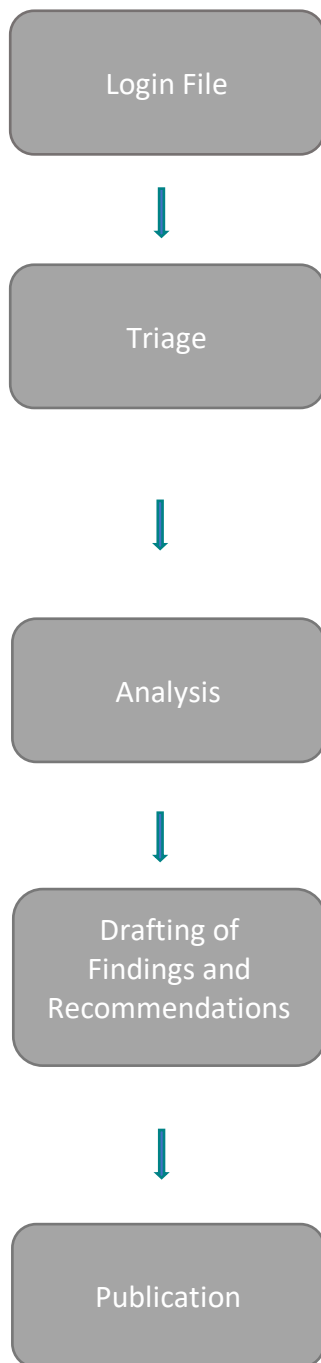 Login File
Triage
Analysis
Drafting of
Findings and
Recommendations
Publication